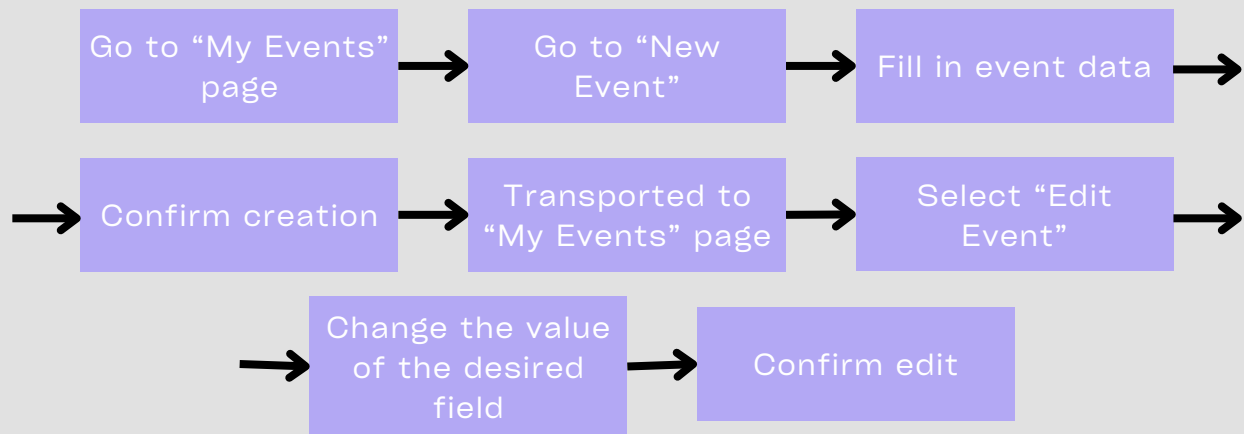 Go to “My Events”
page
Go to “New
Event”
Fill in event data
Confirm creation
Transported to
“My Events” page
Select “Edit
Event”
Change the value
of the desired
field
Confirm edit